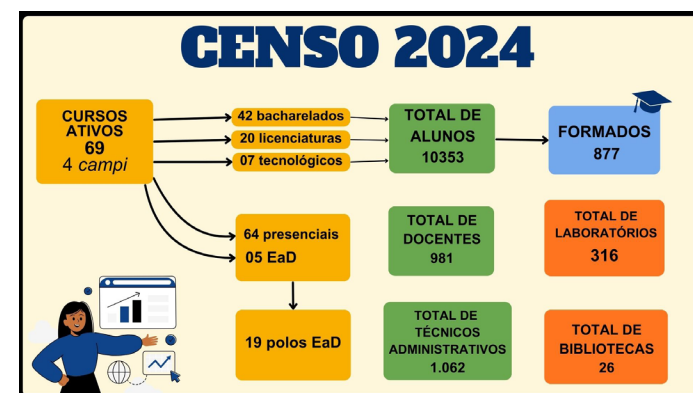 CENSO 2024
CURSOS
ATIVOS
69
4 campi
42 bacharelados
20 licenciaturas
07 tecnológicos
TOTAL DE
ALUNOS
10353
FORMADOS
877
64 presenciais
05 EaD
TOTAL DE
DOCENTES
981
TOTAL DE
LABORATÓRIOS
316
19 polos EaD
TOTAL DE
TÉCNICOS
ADMINISTRATIVOS
1.062
TOTAL DE
BIBLIOTECAS
26